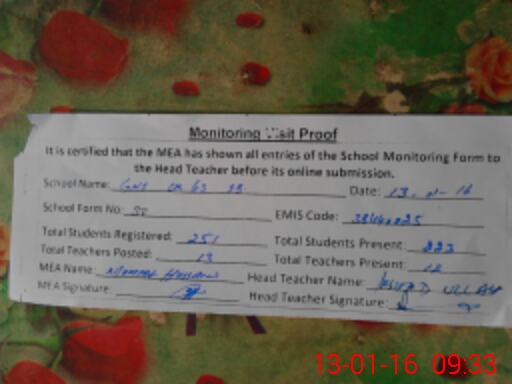 Monitoring Visit Proof
It is certified that the MEA has shown all entries of the School Monitoring Form to
the Head Teacher before its online submission.
School Name: Date: 13-01-16
School Form No: EMIS Code:
Total Students Registered: 251 Total Students Present: 223
Total Teachers Posted: 13 Total Teachers Present: 12
MEA Name: Head Teacher Name: ULLAH
MEA Signature: Head Teacher Signature:
13-01-16 09:33